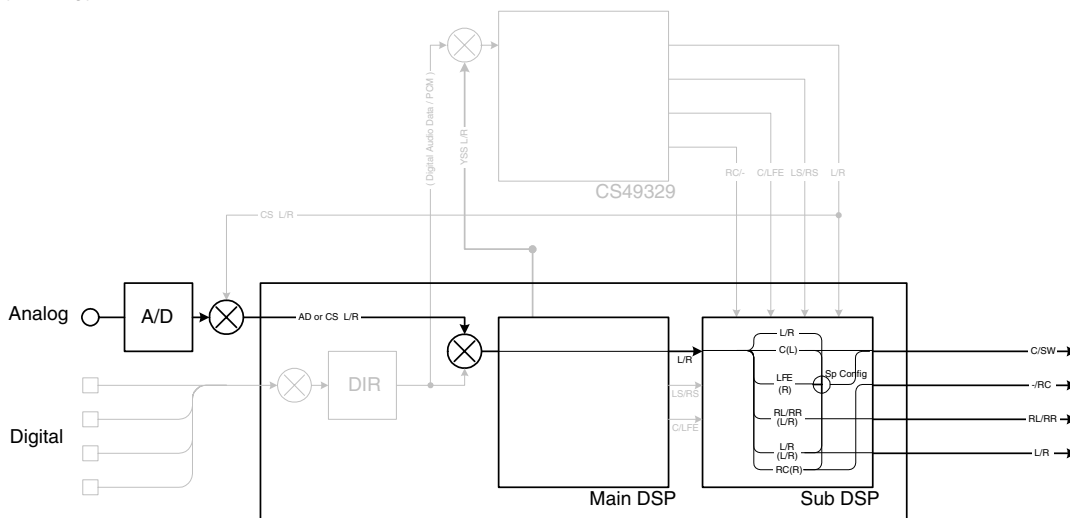 ( Digital Audio Data / PCM )
YSS L/R
CS49329
RC/-
C/LFE
LS/RS
L/R
CS L/R
Analog
A/D
AD or CS L/R
DIR
Digital
L/R
LS/RS
C/LFE
Main DSP
L/R
C(L)
LFE
(R)
Sp Config
RL/RR
(L/R)
L/R
(L/R)
RC(R)
Sub DSP
C/SW
-/RC
RL/RR
L/R